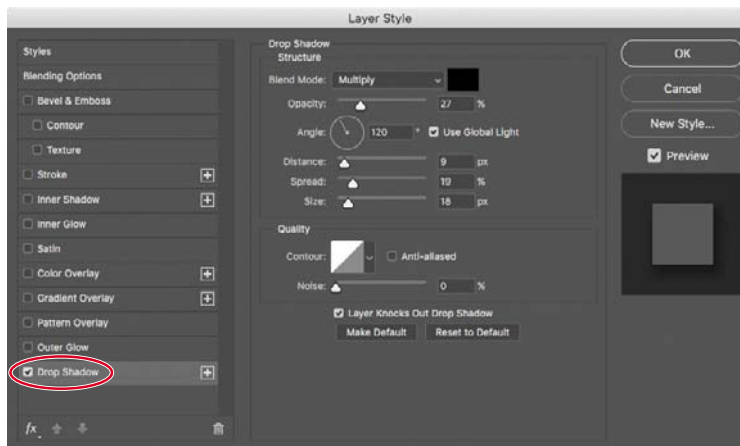 Layer Style
Styles
Blending Options
Bevel & Emboss
Contour
Texture
Stroke
Inner Shadow
Inner Glow
Satin
Color Overlay
Gradient Overlay
Pattern Overlay
Outer Glow
Drop Shadow
fx
Drop Shadow
Structure
Blend Mode: Multiply
Opacity: 27 %
Angle: 120 ° Use Global Light
Distance: 9 px
Spread: 19 %
Size: 18 px
Quality
Contour: Anti-aliased
Noise: 0 %
Layer Knocks Out Drop Shadow
Make Default Reset to Default
OK
Cancel
New Style...
Preview